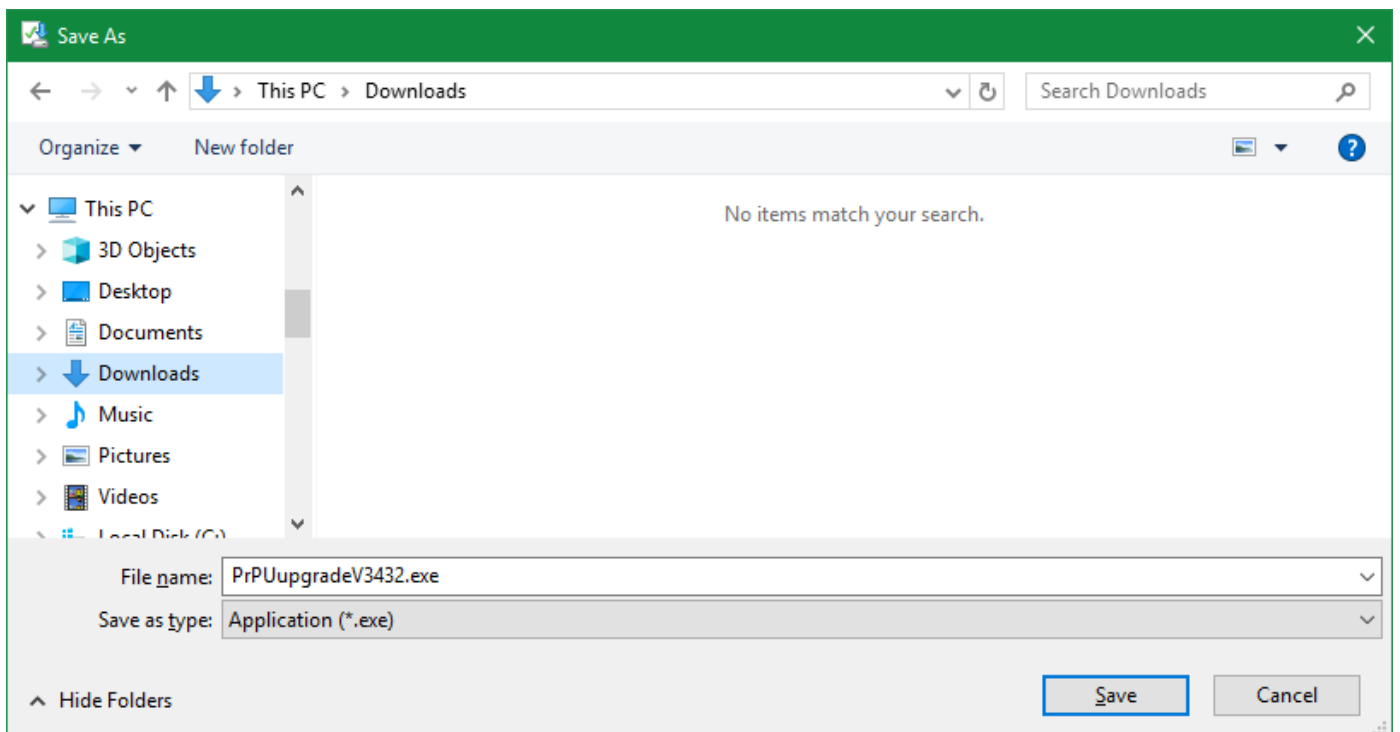 Save As
This PC > Downloads
Search Downloads
Organize
New folder
?
This PC
3D Objects
Desktop
Documents
Downloads
Music
Pictures
Videos
Local Disk (C:)
No items match your search.
File name: PrPUupgradeV3432.exe
Save as type: Application (*.exe)
Hide Folders
Save
Cancel